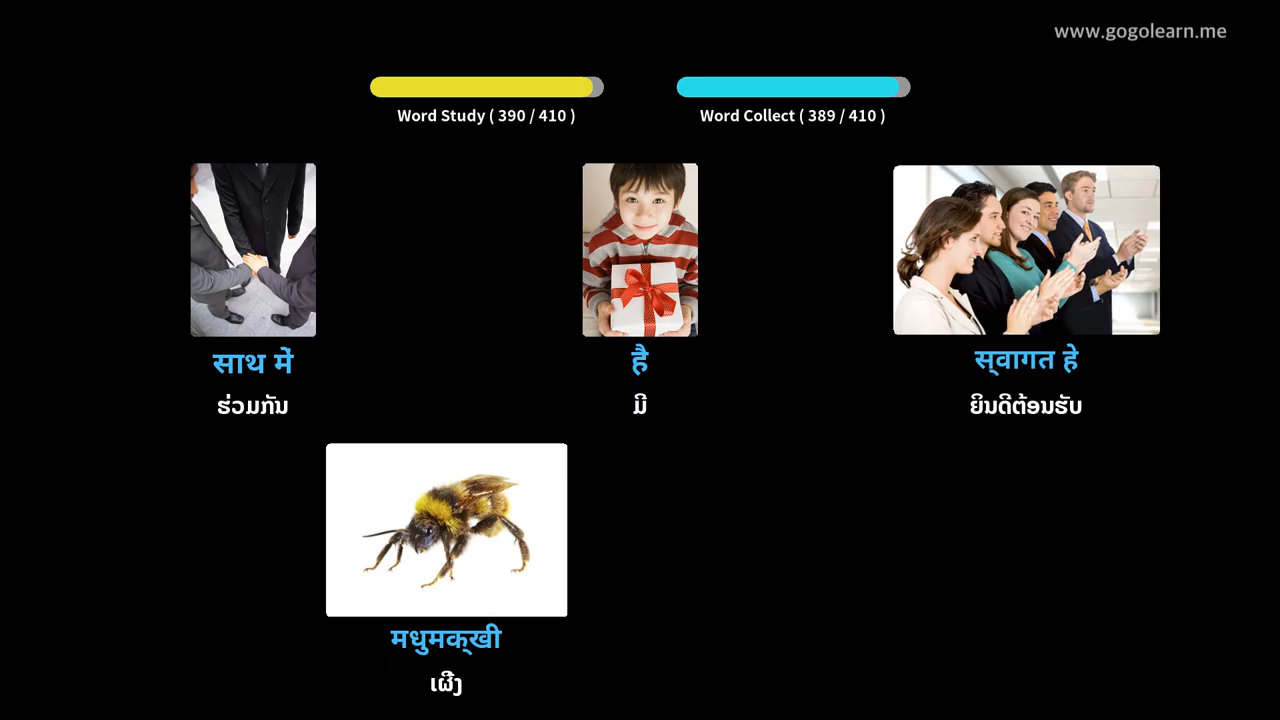 www.gogolearn.me
Word Study ( 390 / 410 )
Word Collect ( 389 / 410 )
साथ में
ຮ່ວມກັນ
है
ມີ
स्वागत हे
ຍິນດີຕ້ອນຮັບ
मधुमक्खी
ເຜີ້ງ